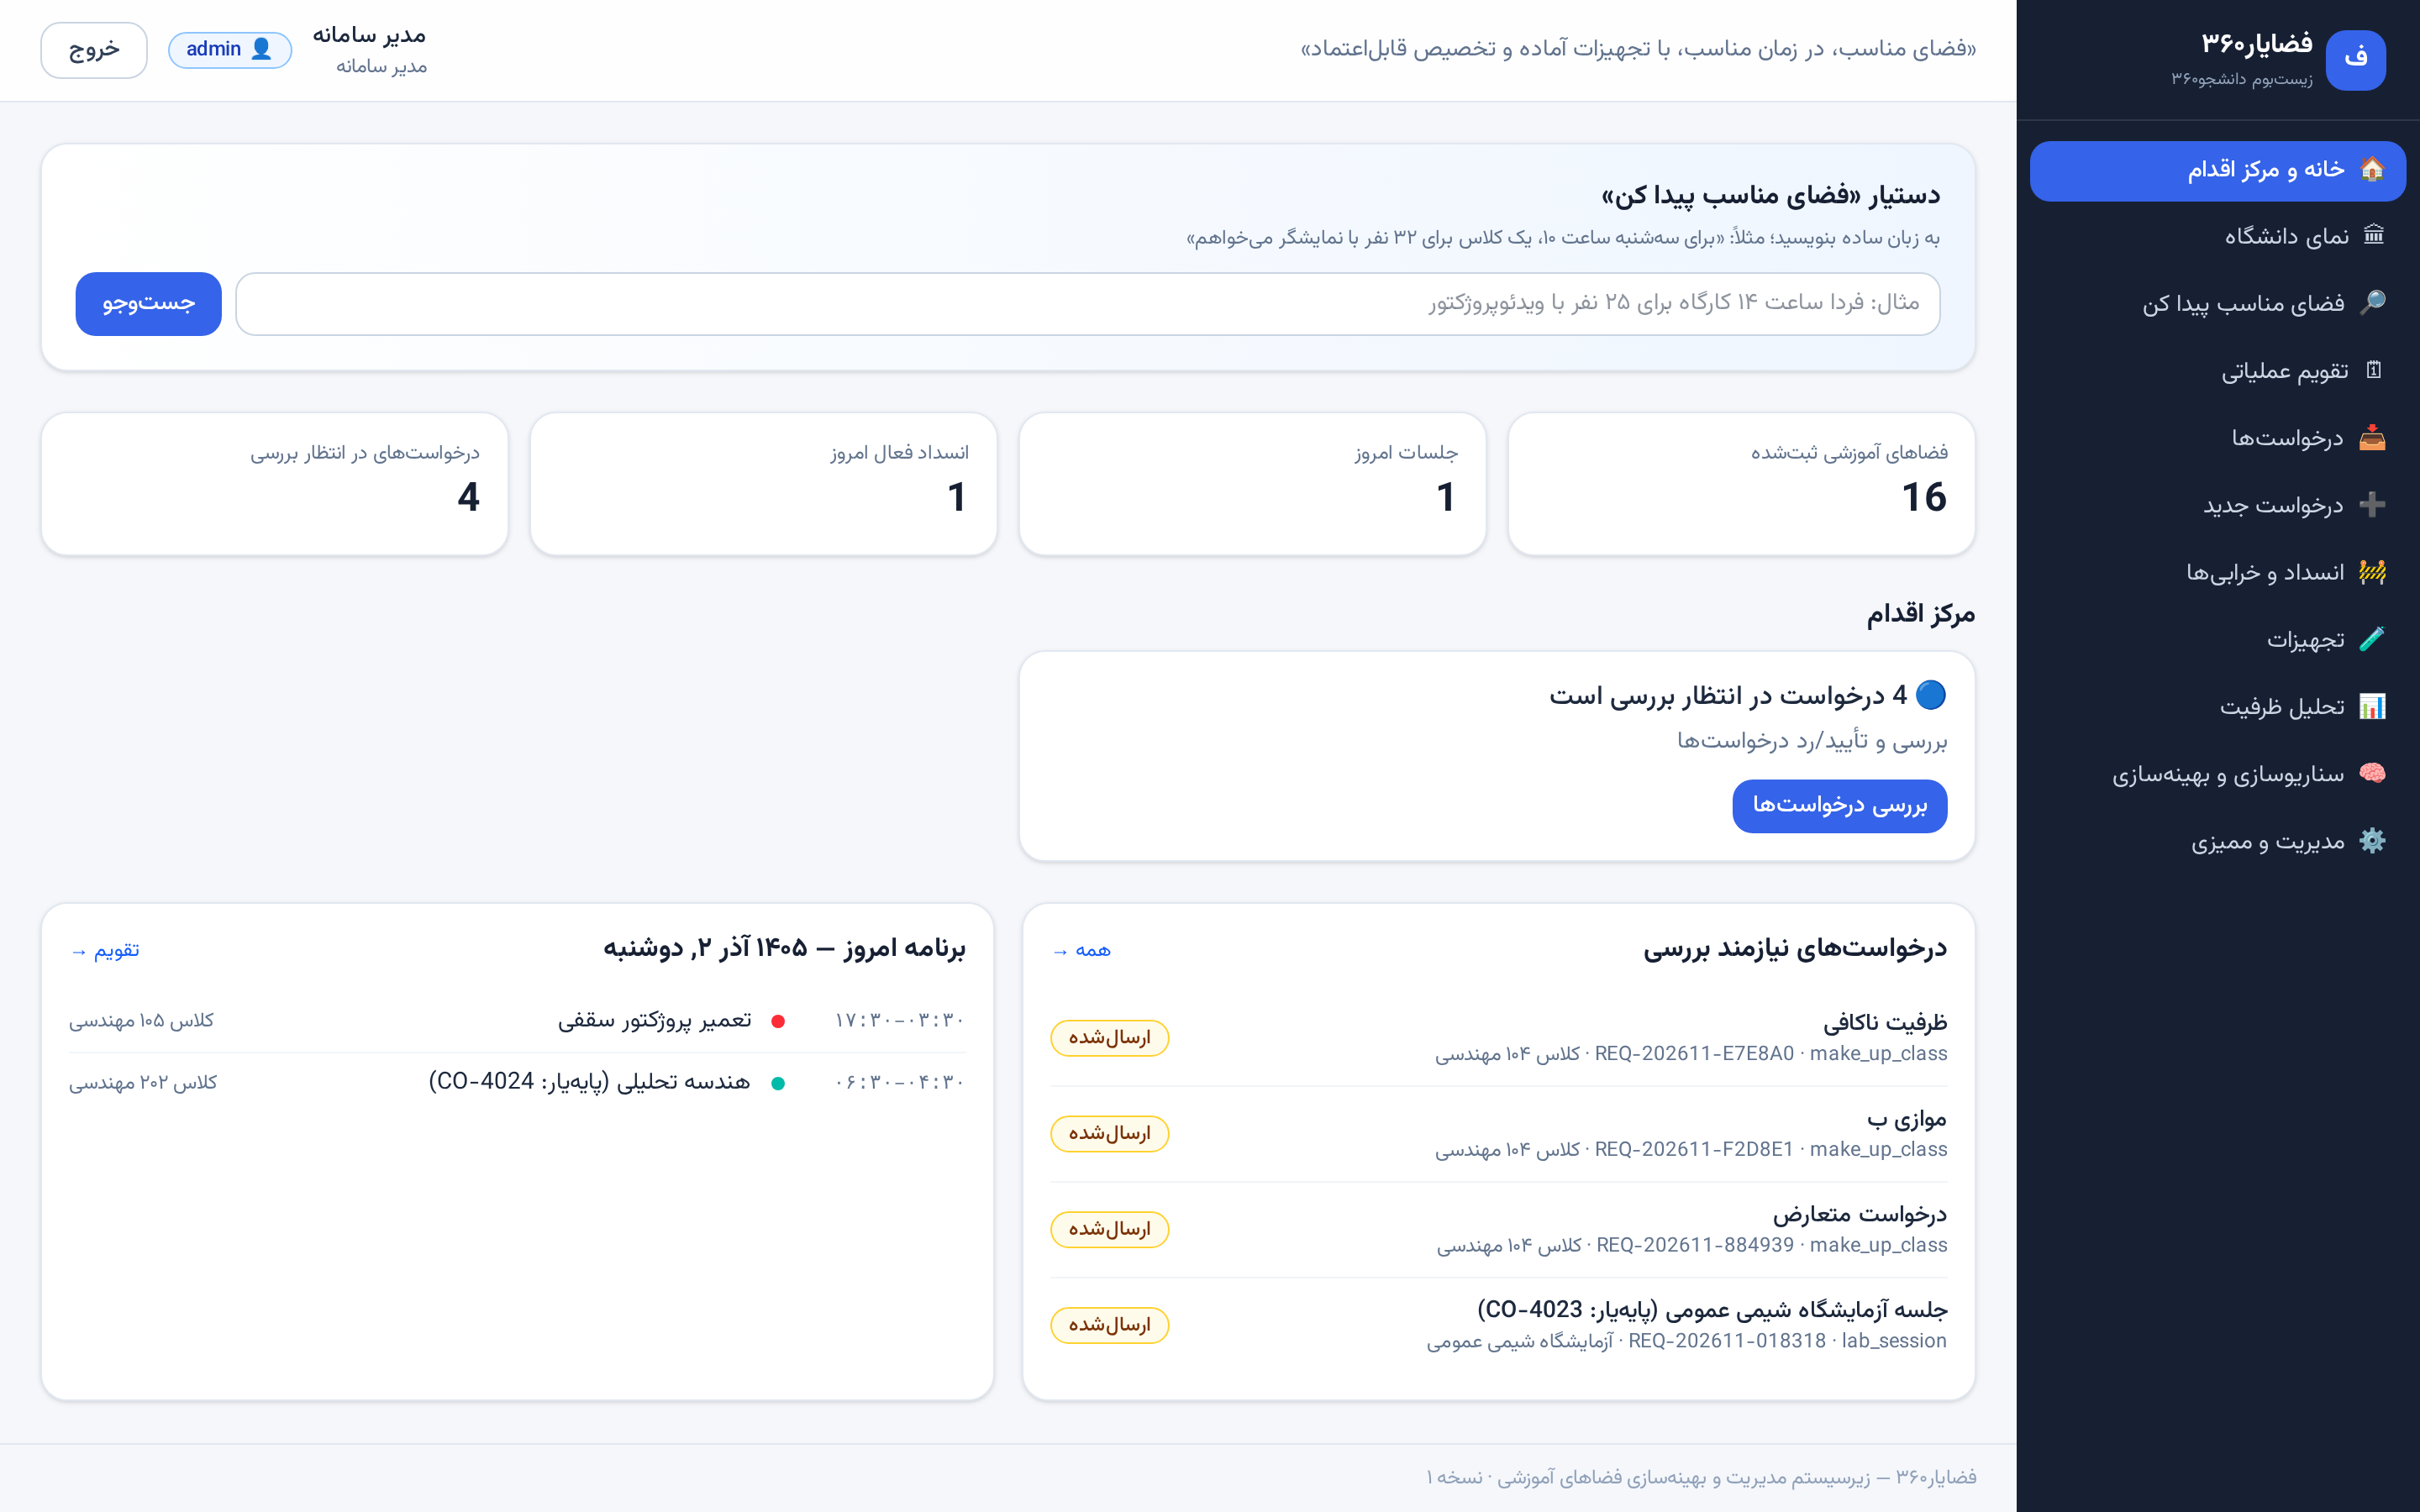 فضایار۳۶۰
زیست‌بوم دانشجو۳۶۰
ف
خانه و مرکز اقدام
نمای دانشگاه
فضای مناسب پیدا کن
تقویم عملیاتی
درخواست‌ها
درخواست جدید
انسداد و خرابی‌ها
تجهیزات
تحلیل ظرفیت
سناریوسازی و بهینه‌سازی
مدیریت و ممیزی
«فضای مناسب، در زمان مناسب، با تجهیزات آماده و تخصیص قابل‌اعتماد»
مدیر سامانه
مدیر سامانه
admin
خروج
دستیار «فضای مناسب پیدا کن»
به زبان ساده بنویسید؛ مثلاً: «برای سه‌شنبه ساعت ۱۰، یک کلاس برای ۳۲ نفر با نمایشگر می‌خواهم»
مثال: فردا ساعت ۱۴ کارگاه برای ۲۵ نفر با ویدئوپروژکتور
جست‌وجو
فضاهای آموزشی ثبت‌شده
16
جلسات امروز
1
انسداد فعال امروز
1
درخواست‌های در انتظار بررسی
4
مرکز اقدام
4 درخواست در انتظار بررسی است
بررسی و تأیید/رد درخواست‌ها
بررسی درخواست‌ها
درخواست‌های نیازمند بررسی
همه →
ظرفیت ناکافی
make_up_class · REQ-202611-E7E8A0 · کلاس ۱۰۴ مهندسی
ارسال‌شده
موازی ب
make_up_class · REQ-202611-F2D8E1 · کلاس ۱۰۴ مهندسی
ارسال‌شده
درخواست متعارض
make_up_class · REQ-202611-884939 · کلاس ۱۰۴ مهندسی
ارسال‌شده
جلسه آزمایشگاه شیمی عمومی (پایه‌یار: CO-4023)
lab_session · REQ-202611-018318 · آزمایشگاه شیمی عمومی
ارسال‌شده
برنامه امروز — ۱۴۰۵ آذر ۲, دوشنبه
تقویم →
۰۳:۳۰–۱۷:۳۰
تعمیر پروژکتور سقفی
کلاس ۱۰۵ مهندسی
۰۴:۳۰–۰۶:۳۰
هندسه تحلیلی (پایه‌یار: CO-4024)
کلاس ۲۰۲ مهندسی
فضایار۳۶۰ — زیرسیستم مدیریت و بهینه‌سازی فضاهای آموزشی · نسخه ۱